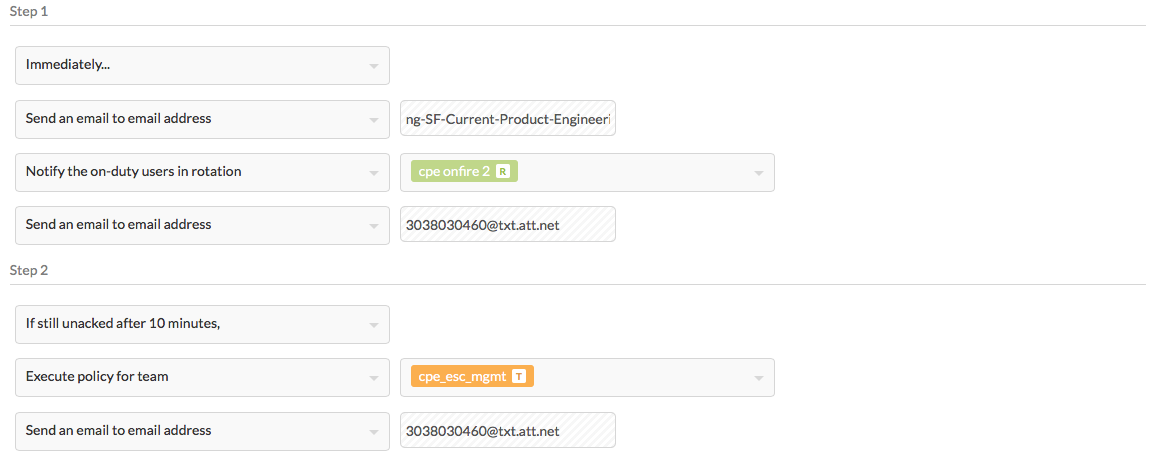 Step 1
Immediately...
Send an email to email address ng-SF-Current-Product-Engineeri
Notify the on-duty users in rotation cpe onfire 2 R
Send an email to email address 3038030460@txt.att.net
Step 2
If still unacked after 10 minutes,
Execute policy for team cpe_esc_mgmt T
Send an email to email address 3038030460@txt.att.net